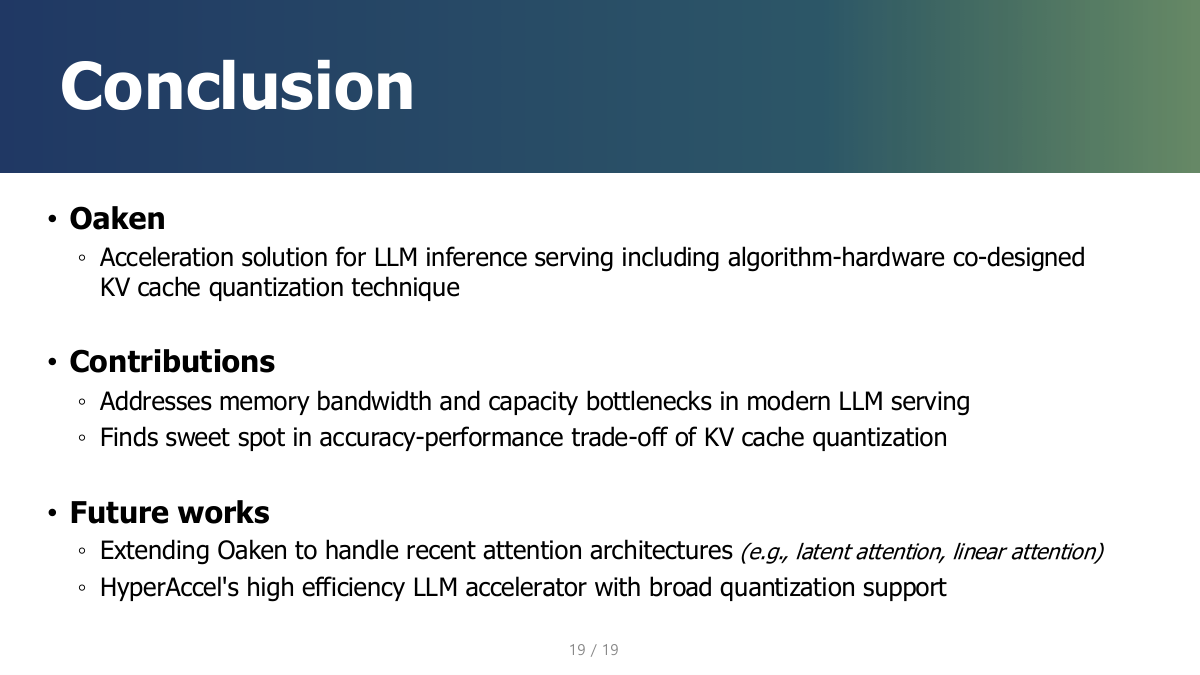 Conclusion
• Oaken
◦ Acceleration solution for LLM inference serving including algorithm-hardware co-designed
KV cache quantization technique
• Contributions
◦ Addresses memory bandwidth and capacity bottlenecks in modern LLM serving
◦ Finds sweet spot in accuracy-performance trade-off of KV cache quantization
• Future works
◦ Extending Oaken to handle recent attention architectures (e.g., latent attention, linear attention)
◦ HyperAccel's high efficiency LLM accelerator with broad quantization support
19 / 19